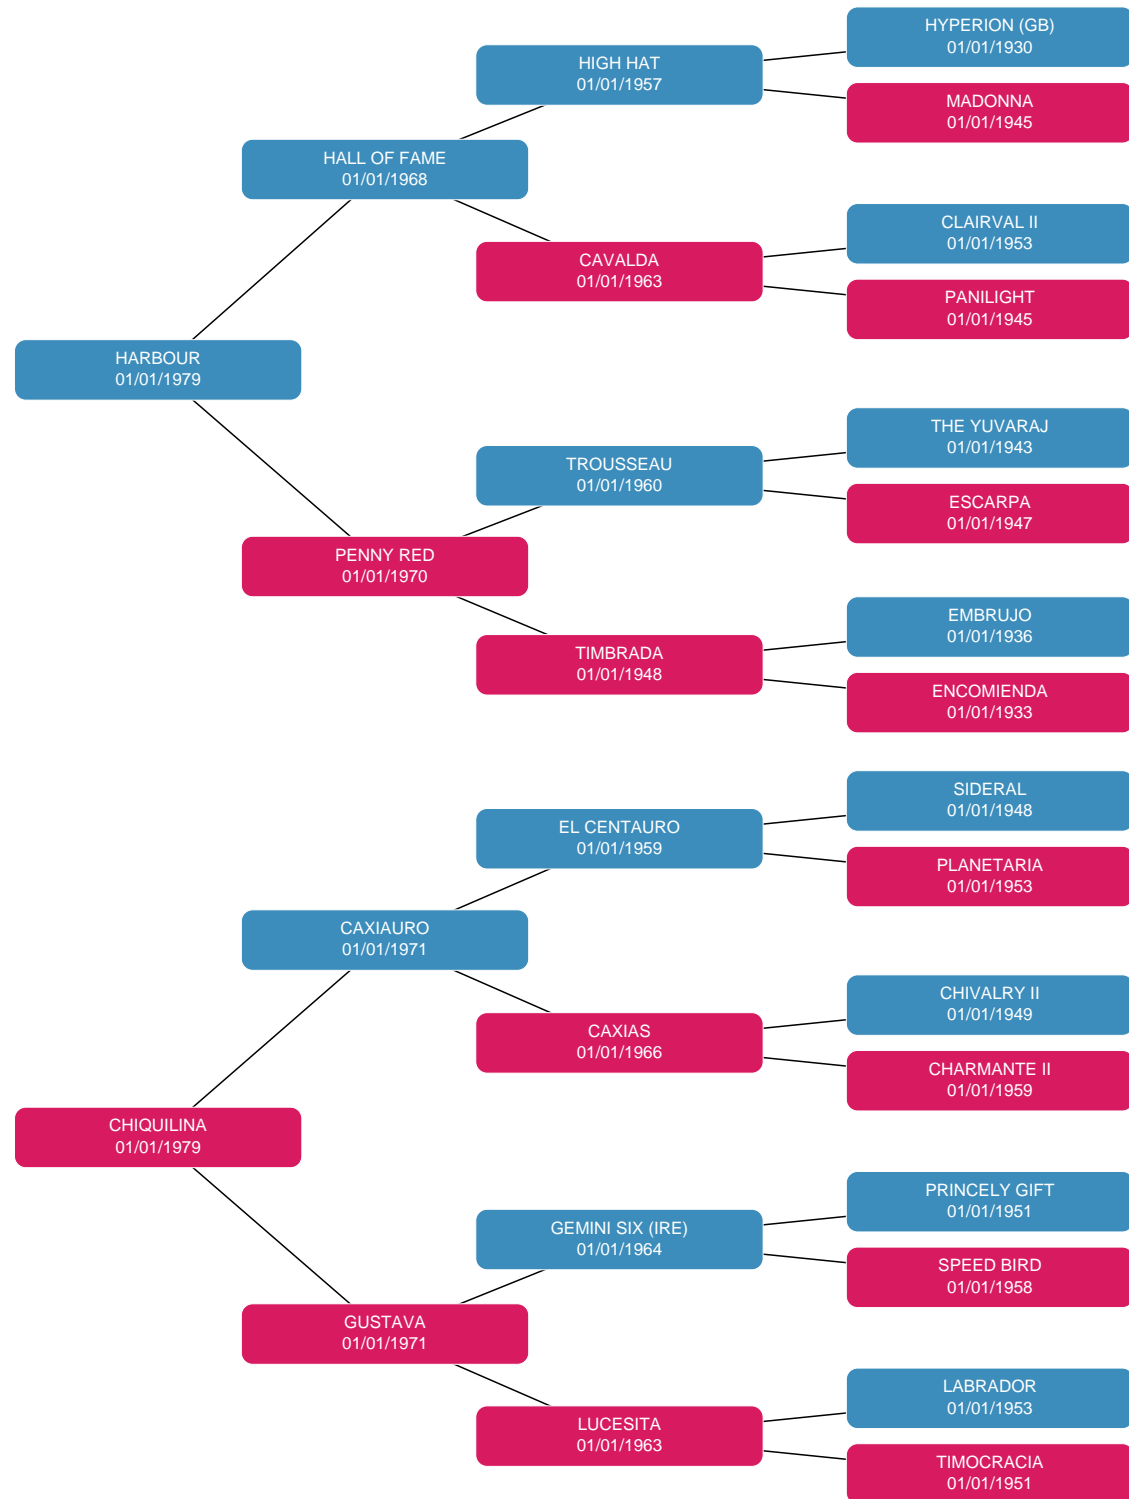 HYPERION (GB)
01/01/1930
HIGH HAT
01/01/1957
MADONNA
01/01/1945
HALL OF FAME
01/01/1968
CLAIRVAL II
01/01/1953
CAVALDA
01/01/1963
PANILIGHT
01/01/1945
HARBOUR
01/01/1979
THE YUVARAJ
01/01/1943
TROUSSEAU
01/01/1960
ESCARPA
01/01/1947
PENNY RED
01/01/1970
EMBRUJO
01/01/1936
TIMBRADA
01/01/1948
ENCOMIENDA
01/01/1933
SIDERAL
01/01/1948
EL CENTAURO
01/01/1959
PLANETARIA
01/01/1953
CAXIAURO
01/01/1971
CHIVALRY II
01/01/1949
CAXIAS
01/01/1966
CHARMANTE II
01/01/1959
CHIQUILINA
01/01/1979
PRINCELY GIFT
01/01/1951
GEMINI SIX (IRE)
01/01/1964
SPEED BIRD
01/01/1958
GUSTAVA
01/01/1971
LABRADOR
01/01/1953
LUCESITA
01/01/1963
TIMOCRACIA
01/01/1951